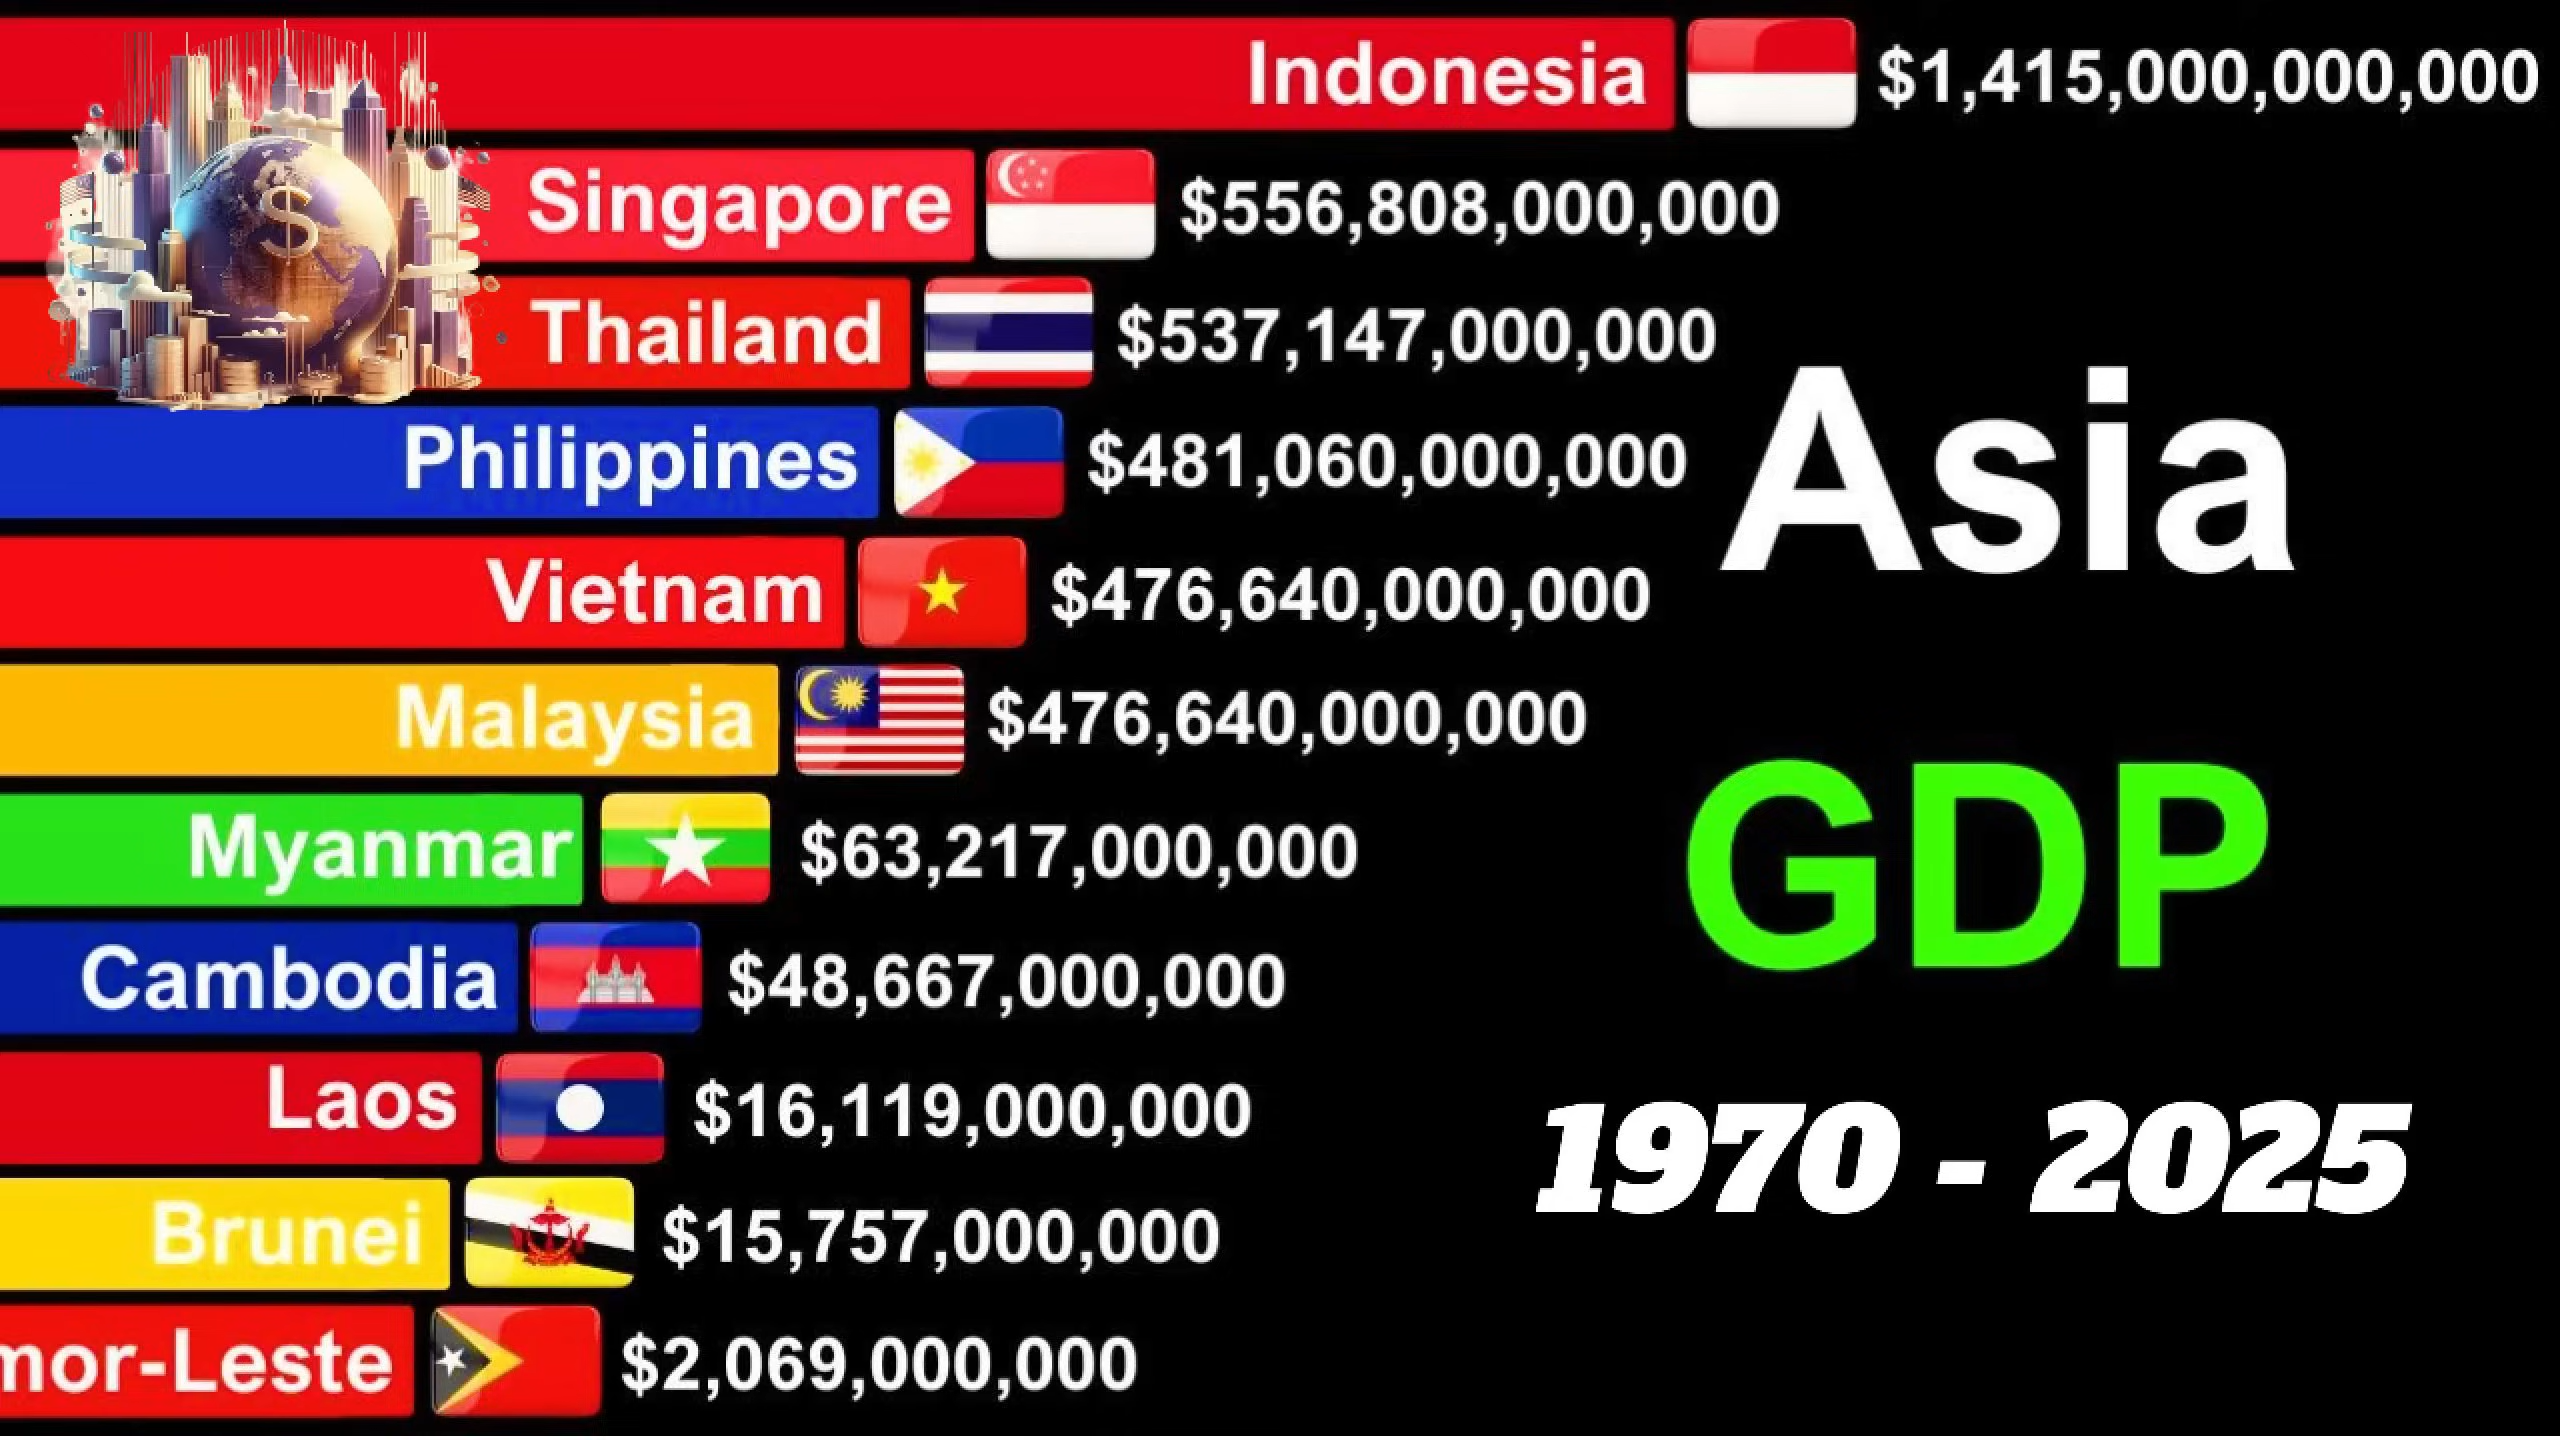 Indonesia $1,415,000,000,000
Singapore $556,808,000,000
Thailand $537,147,000,000
Philippines $481,060,000,000
Vietnam $476,640,000,000
Malaysia $476,640,000,000
Myanmar $63,217,000,000
Cambodia $48,667,000,000
Laos $16,119,000,000
Brunei $15,757,000,000
mor-Leste $2,069,000,000
Asia
GDP
1970 - 2025
$